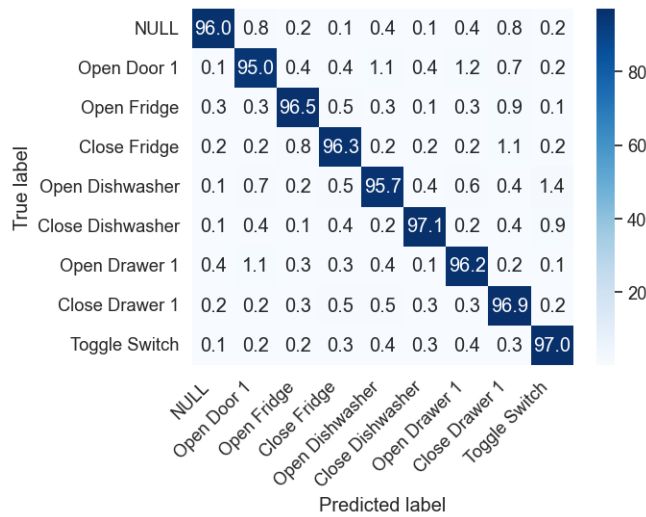 NULL 96.0 0.8 0.2 0.1 0.4 0.1 0.4 0.8 0.2
Open Door 1 0.1 95.0 0.4 0.4 1.1 0.4 1.2 0.7 0.2
Open Fridge 0.3 0.3 96.5 0.5 0.3 0.1 0.3 0.9 0.1
Close Fridge 0.2 0.2 0.8 96.3 0.2 0.2 0.2 1.1 0.2
Open Dishwasher 0.1 0.7 0.2 0.5 95.7 0.4 0.6 0.4 1.4
Close Dishwasher 0.1 0.4 0.1 0.4 0.2 97.1 0.2 0.4 0.9
Open Drawer 1 0.4 1.1 0.3 0.3 0.4 0.1 96.2 0.2 0.1
Close Drawer 1 0.2 0.2 0.3 0.5 0.5 0.3 0.3 96.9 0.2
Toggle Switch 0.1 0.2 0.2 0.3 0.4 0.3 0.4 0.3 97.0
True label
NULL
Open Door 1
Open Fridge
Close Fridge
Open Dishwasher
Close Dishwasher
Open Drawer 1
Close Drawer 1
Toggle Switch
Predicted label
80
60
40
20